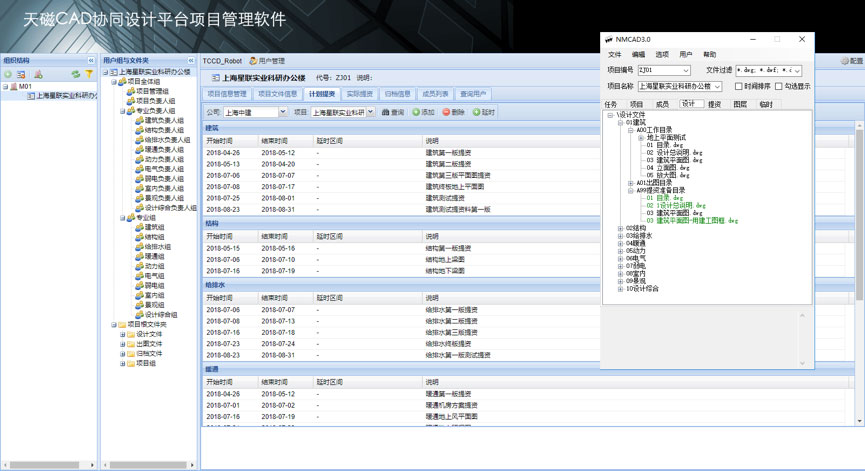 天磁CAD协同设计平台项目管理软件
组织结构
M01
上海星联实业科研办公
用户组与文件夹
上海星联实业科研办公楼
项目全体组
项目管理组
项目负责人组
专业负责人组
建筑负责人组
结构负责人组
给排水负责人组
暖通负责人组
动力负责人组
电气负责人组
弱电负责人组
室内负责人组
景观负责人组
设计综合负责人组
专业组
建筑组
结构组
给排水组
暖通组
动力组
电气组
弱电组
室内组
景观组
设计综合组
项目根文件夹
设计文件
出图文件
归档文件
项目组
TCCD_Robot 用户管理
配置
上海星联实业科研办公楼 代号: ZJ01 说明:
项目信息管理 项目文件信息 计划提资 实际提资 归档信息 成员列表 查询用户
公司: 上海中建 项目: 上海星联实业科研 查询 添加 删除 延时
建筑
开始时间 结束时间 延时区间 说明
2018-04-26 2018-05-12 - 建筑第一版提资
2018-05-13 2018-04-20 - 建筑第二版提资
2018-07-06 2018-07-07 - 建筑第三版平面图提资
2018-07-08 2018-07-17 - 建筑终板地上平面图
2018-07-25 2018-08-01 - 建筑测试提资
2018-08-23 2018-08-31 - 建筑测试提资料第一版
结构
开始时间 结束时间 延时区间 说明
2018-05-15 2018-05-16 - 结构第一版提资
2018-07-06 2018-07-10 - 结构地上梁图
2018-07-16 2018-07-19 - 结构地下梁图
给排水
开始时间 结束时间 延时区间 说明
2018-07-06 2018-07-07 - 给排水第一版提资
2018-07-08 2018-07-13 - 给排水第二版提资
2018-07-16 2018-07-18 - 给排水第三版提资
2018-07-23 2018-07-24 - 给排水终板提资
2018-08-23 2018-08-31 - 给排水第一版测试提资
暖通
开始时间 结束时间 延时区间 说明
2018-04-26 2018-05-12 - 暖通第一版提资
2018-07-01 2018-07-02 - 暖通机房方案提资
2018-07-16 2018-07-19 - 暖通地上风平面图
NMCAD3.0
文件 编辑 选项 用户 帮助
项目编号 ZJ01 文件过滤 *.dwg; *.dwf; *.c
项目名称 上海星联实业科研办公楼 时间排序 勾选显示
任务 项目 成员 设计 提资 图层 临时
\设计文件
01建筑
A00工作目录
地上平面测试
01 目录.dwg
02 设计总说明.dwg
03 建筑平面图.dwg
04 立面图.dwg
05 放大图.dwg
A01出图目录
A99提资准备目录
01 目录.dwg
02 1设计总说明.dwg
03 建筑平面图.dwg
03 建筑平面图-用建工图框.dwg
02结构
03给排水
04暖通
05动力
06电气
07弱电
08室内
09景观
10设计综合